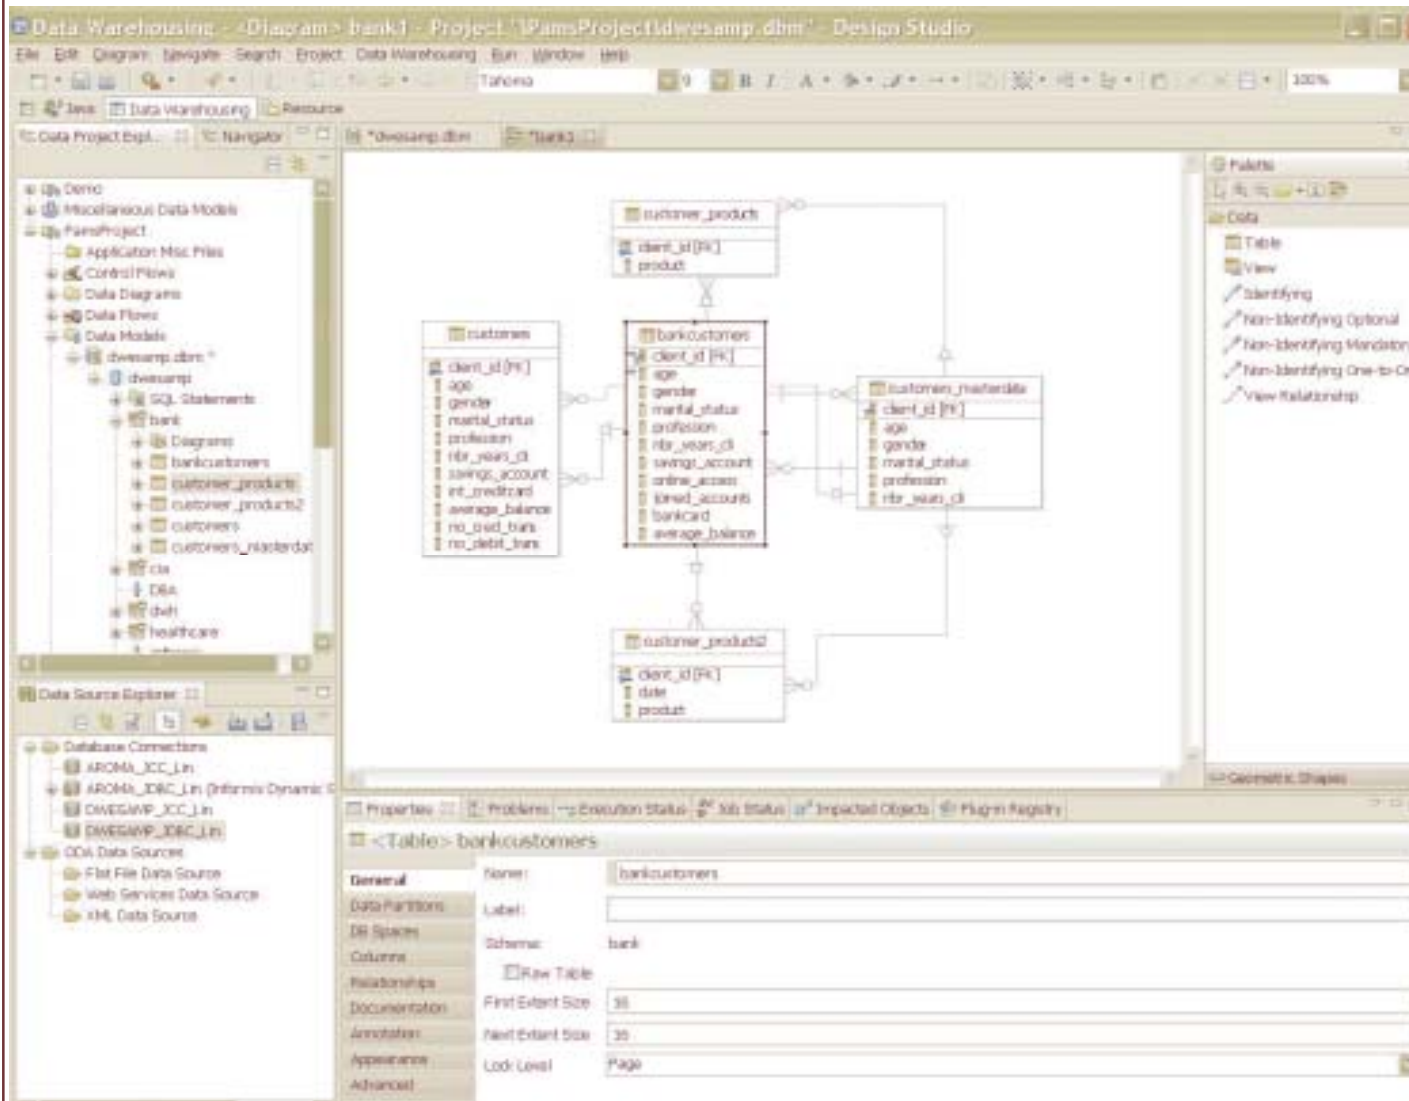 Data Warehousing - <Diagram> bank1 - Project '\PamsProject\dwesamp.dbm' - Design Studio
File Edit Diagram Navigate Search Project Data Warehousing Run Window Help
Tahoma 9 B I A 100%
Java Data Warehousing Resource
Data Project Expl... Navigator
*dwesamp.dbm *bank1
Demo
Miscellaneous Data Models
PamsProject
Application Misc Files
Control Flows
Data Diagrams
Data Flows
Data Models
dwesamp.dbm *
dwesamp
SQL Statements
bank
Diagrams
bankcustomers
customer_products
customer_products2
customers
customers_masterdat
cia
DBA
dwh
healthcare
Data Source Explorer
Database Connections
AROMA_JCC_Lin
AROMA_JDBC_Lin (Informix Dynamic S
DWESAMP_JCC_Lin
DWESAMP_JDBC_Lin
ODA Data Sources
Flat File Data Source
Web Services Data Source
XML Data Source
customer_products
client_id [FK]
product
customers
client_id [FK]
age
gender
marital_status
profession
nbr_years_cli
savings_account
int_creditcard
average_balance
no_cred_trans
no_debit_trans
bankcustomers
client_id [FK]
age
gender
marital_status
profession
nbr_years_cli
savings_account
online_access
joined_accounts
bankcard
average_balance
customers_masterdata
client_id [FK]
age
gender
marital_status
profession
nbr_years_cli
customer_products2
client_id [FK]
date
product
Palette
Data
Table
View
Identifying
Non-Identifying Optional
Non-Identifying Mandator
Non-Identifying One-to-O
View Relationship
Geometric Shapes
Properties Problems Execution Status Job Status Impacted Objects Plug-in Registry
<Table> bankcustomers
General
Data Partitions
DB Spaces
Columns
Relationships
Documentation
Annotation
Appearance
Advanced
Name: bankcustomers
Label:
Schema: bank
Raw Table
First Extent Size 16
Next Extent Size 16
Lock Level Page